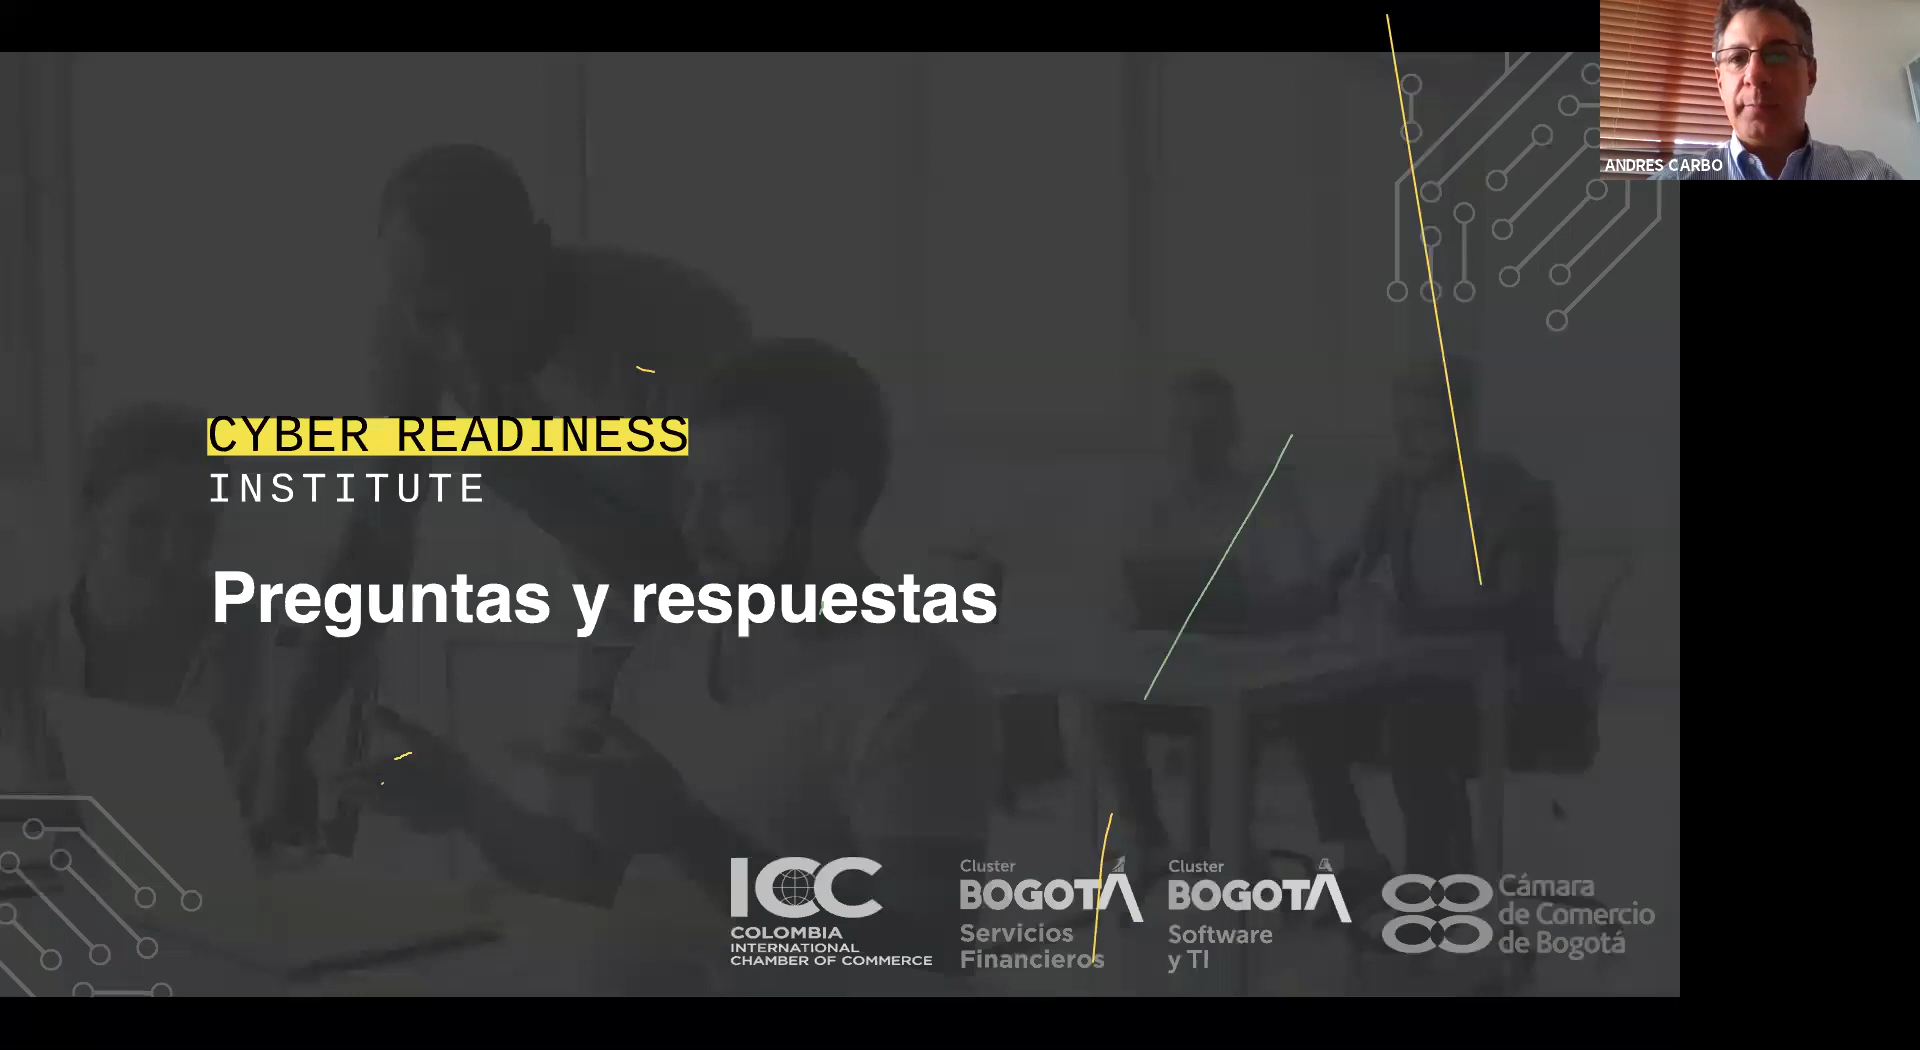 ANDRES CARBO
CYBER READINESS
INSTITUTE
Preguntas y respuestas
ICC
COLOMBIA
INTERNATIONAL
CHAMBER OF COMMERCE
Cluster
BOGOTÁ
Servicios
Financieros
Cluster
BOGOTÁ
Software
y TI
Cámara
de Comercio
de Bogotá